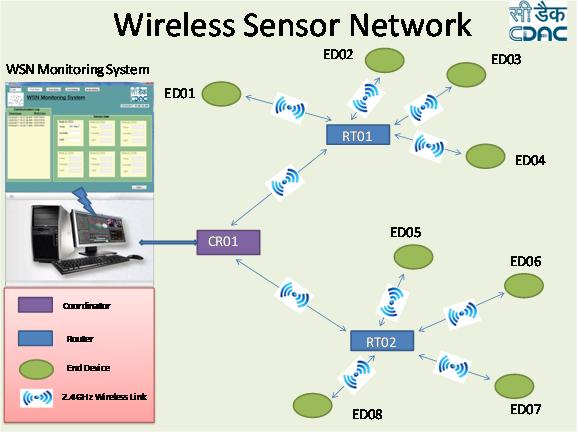 Wireless Sensor Network
सी डैक
CDAC
WSN Monitoring System
WSN Monitoring System
CDAC
ED01
ED02
ED03
RT01
ED04
CR01
ED05
ED06
RT02
ED07
ED08
Coordinator
Router
End Device
2.4GHz Wireless Link